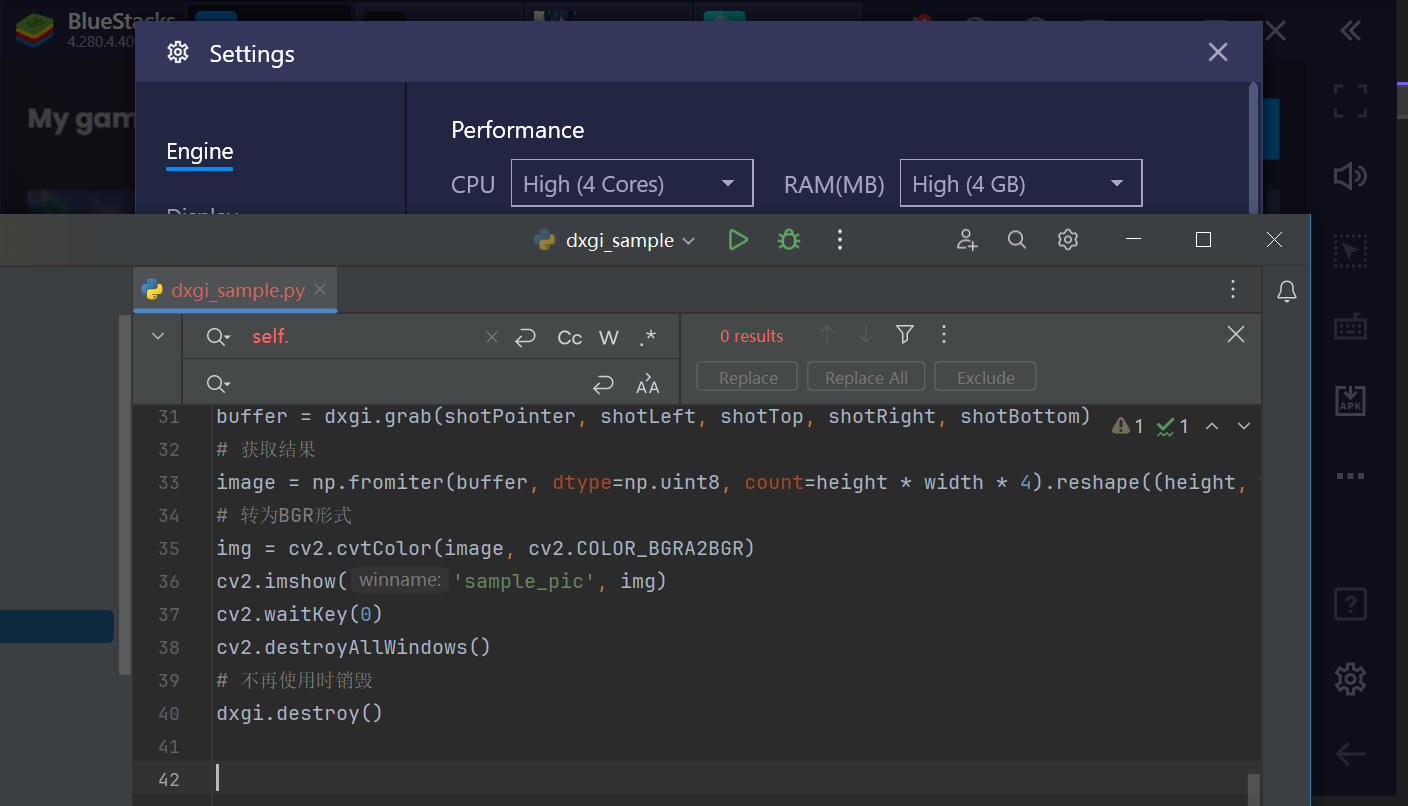 BlueStacks
4.280.4.40
Settings
My gam
Engine
Display
Performance
CPU
High (4 Cores)
RAM(MB)
High (4 GB)
dxgi_sample
dxgi_sample.py
self.
Cc
W
.*
0 results
Replace
Replace All
Exclude
31 buffer = dxgi.grab(shotPointer, shotLeft, shotTop, shotRight, shotBottom)
1
1
32 # 获取结果
33 image = np.fromiter(buffer, dtype=np.uint8, count=height * width * 4).reshape((height,
34 # 转为BGR形式
35 img = cv2.cvtColor(image, cv2.COLOR_BGRA2BGR)
36 cv2.imshow( winname: 'sample_pic', img)
37 cv2.waitKey(0)
38 cv2.destroyAllWindows()
39 # 不再使用时销毁
40 dxgi.destroy()
41
42
APK